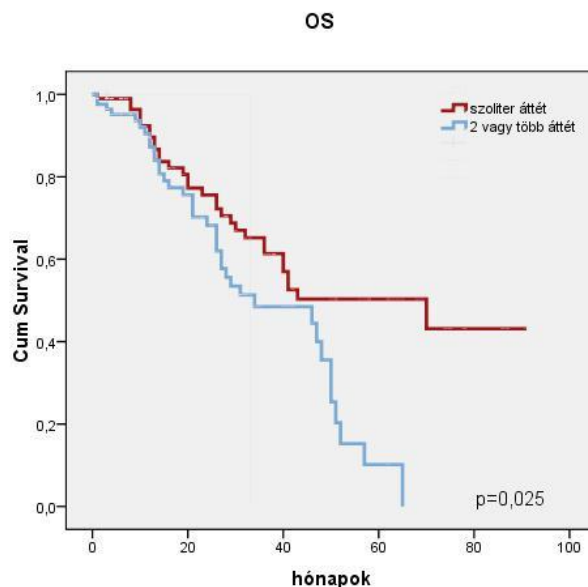 OS
szoliter áttét
2 vagy több áttét
Cum Survival
1,0
0,8
0,6
0,4
0,2
0,0
p=0,025
0 20 40 60 80 100
hónapok